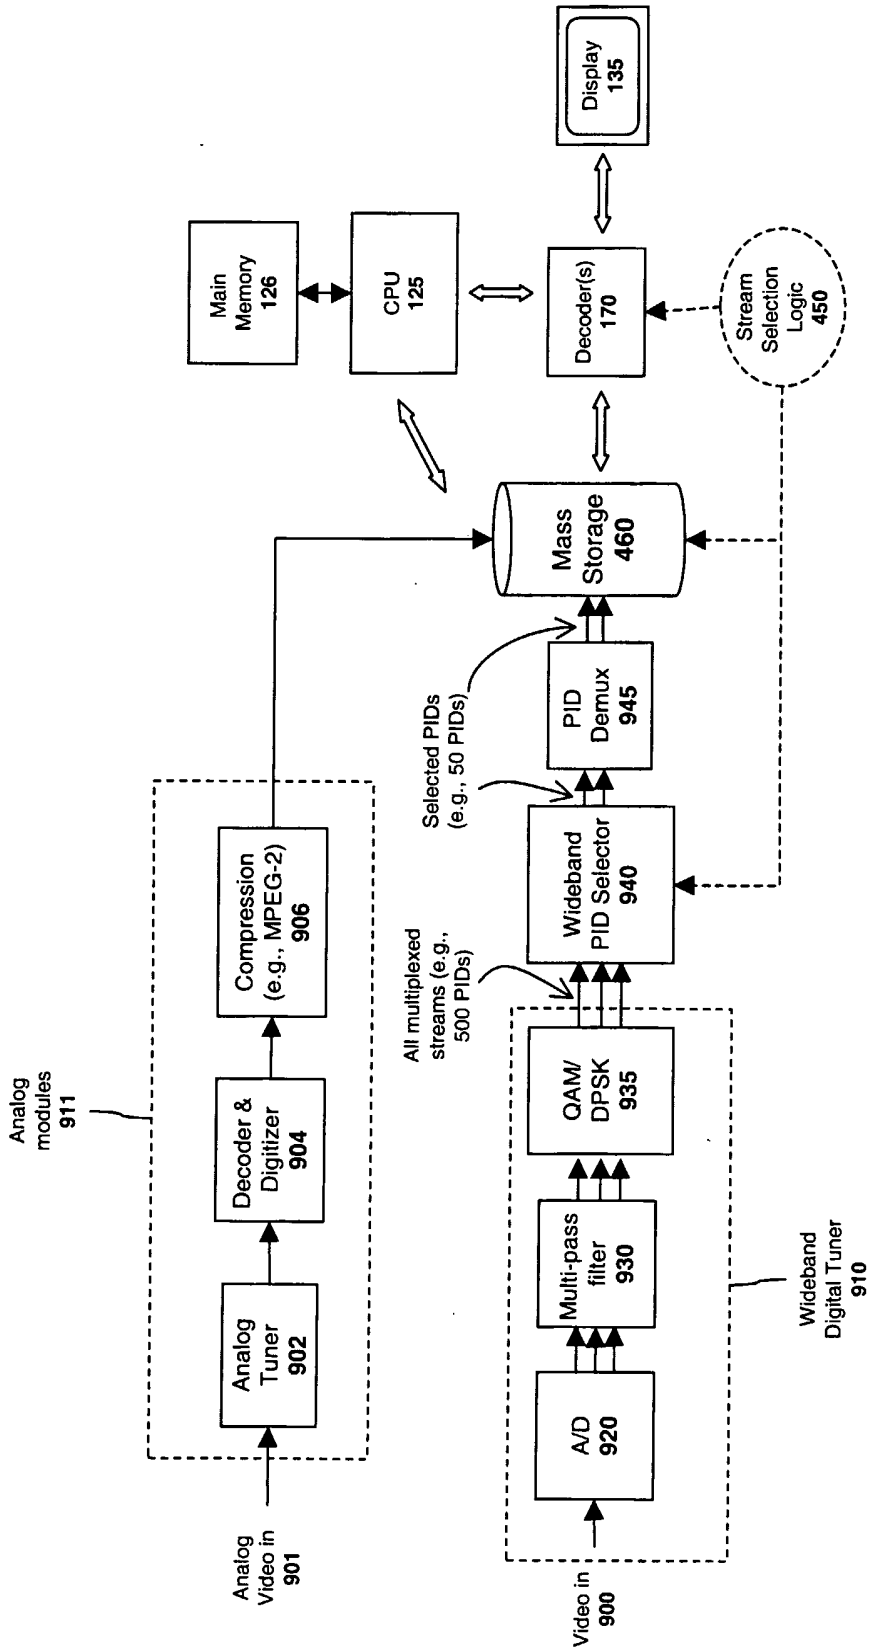 Analog
Video in
901
Analog
modules
911
Analog
Tuner
902
Decoder &
Digitizer
904
Compression
(e.g., MPEG-2)
906
Main
Memory
126
CPU
125
Video in
900
A/D
920
Multi-pass
filter
930
QAM/
DPSK
935
Wideband
Digital Tuner
910
All multiplexed
streams (e.g.,
500 PIDs)
Wideband
PID Selector
940
Selected PIDs
(e.g., 50 PIDs)
PID
Demux
945
Mass
Storage
460
Decoder(s)
170
Display
135
Stream
Selection
Logic
450